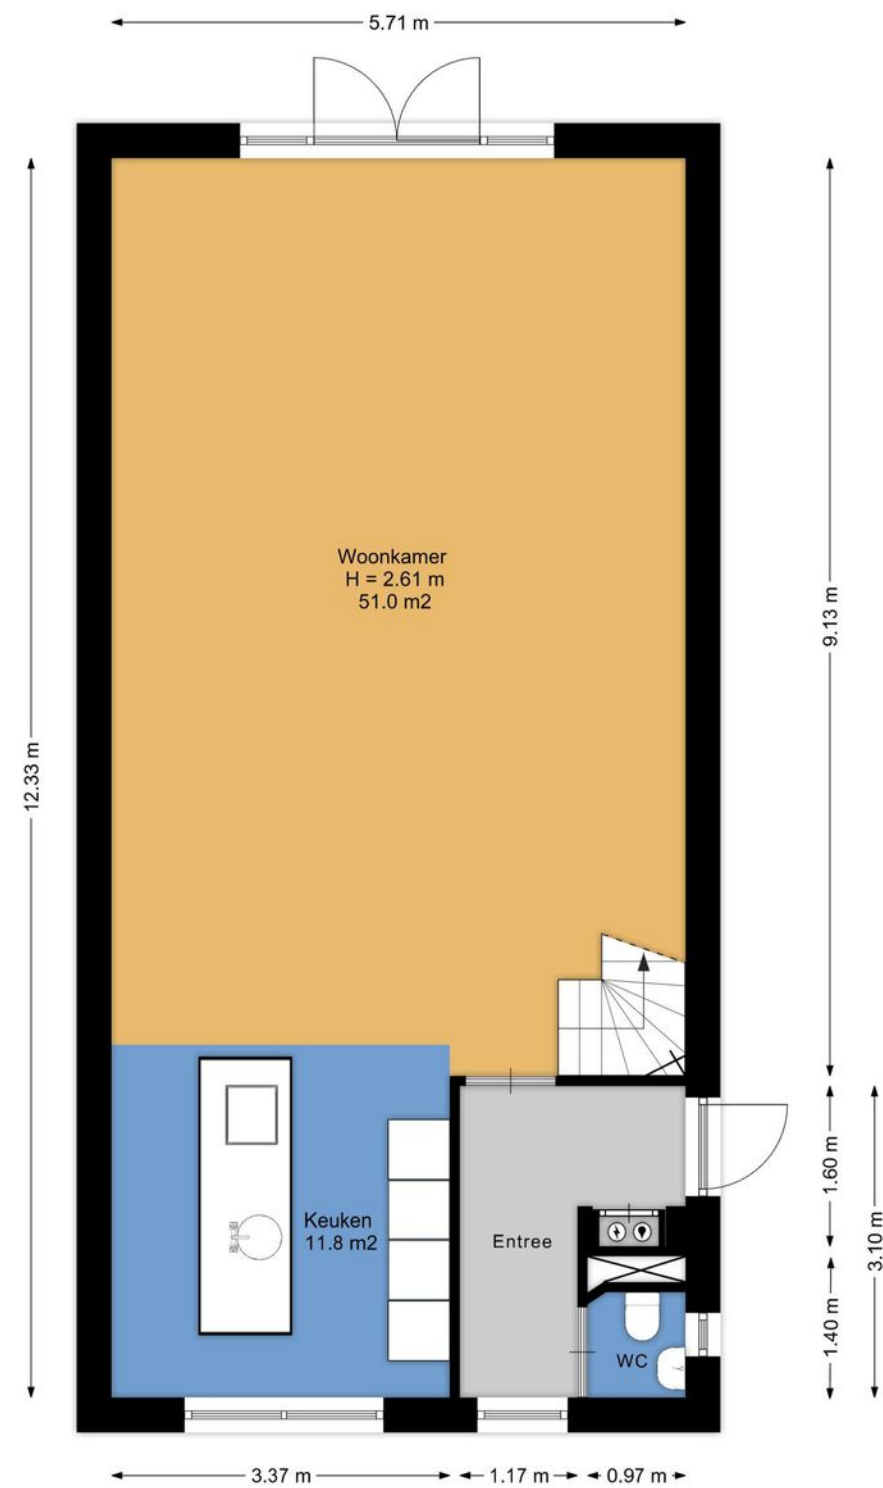 5.71 m
Woonkamer
H = 2.61 m
51.0 m2
9.13 m
12.33 m
1.60 m
Keuken
11.8 m2
Entree
3.10 m
1.40 m
WC
3.37 m
1.17 m
0.97 m